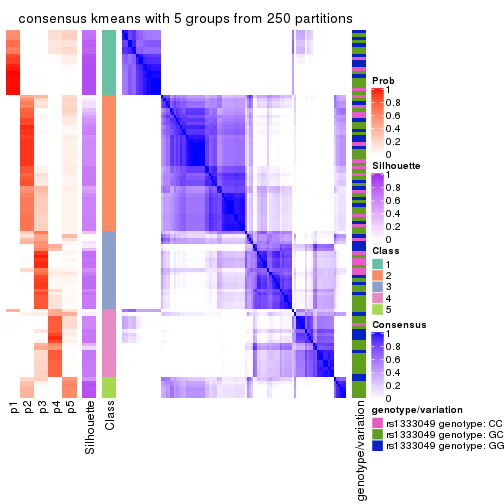 consensus kmeans with 5 groups from 250 partitions
Prob
1
0.8
0.6
0.4
0.2
0
Silhouette
1
0.8
0.6
0.4
0.2
0
Class
1
2
3
4
5
Consensus
1
0.8
0.6
0.4
0.2
0
genotype/variation
rs1333049 genotype: CC
rs1333049 genotype: GC
rs1333049 genotype: GG
p1
p2
p3
p4
p5
Silhouette
Class
genotype/variation